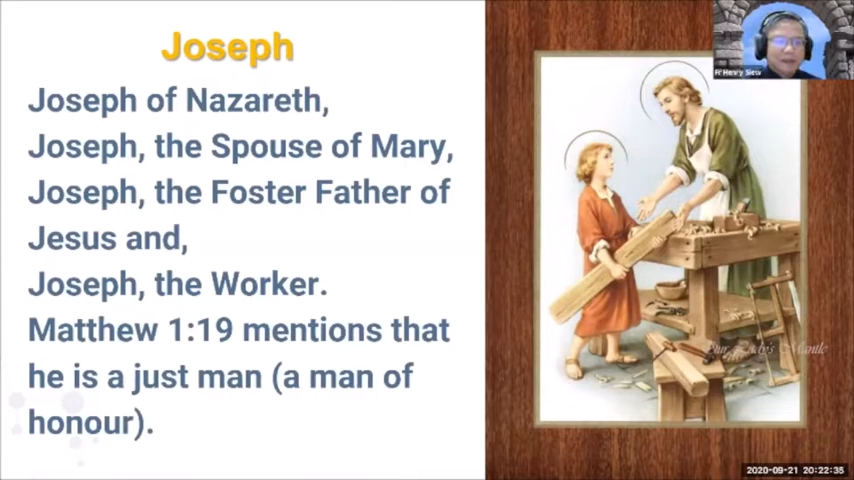 Joseph
Joseph of Nazareth,
Joseph, the Spouse of Mary,
Joseph, the Foster Father of
Jesus and,
Joseph, the Worker.
Matthew 1:19 mentions that
he is a just man (a man of
honour).
Fr Henry Siew
Our Lady's Mantle
2020-09-21 20:22:35